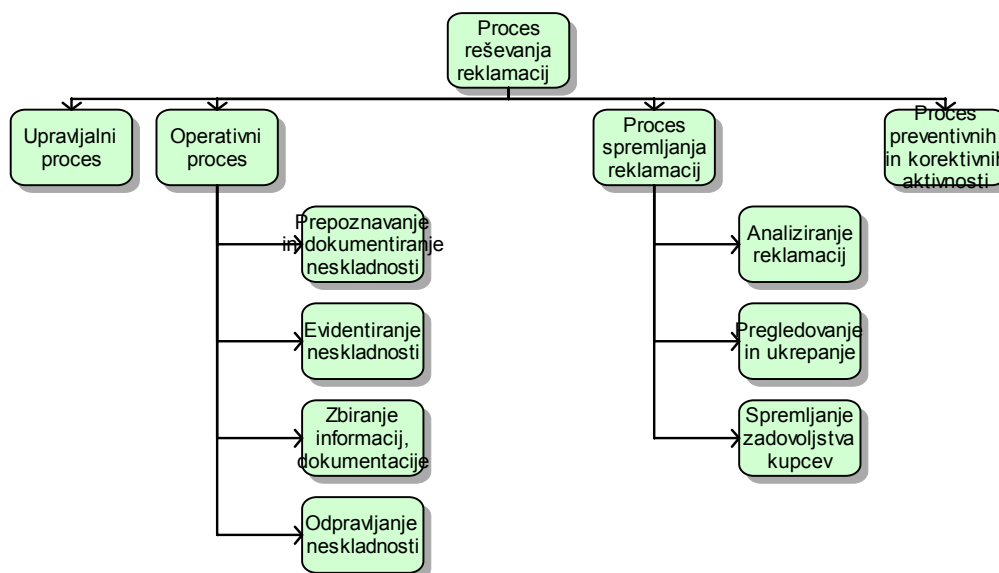 Proces
reševanja
reklamacij
Upravljalni
proces
Operativni
proces
Proces
spremljanja
reklamacij
Proces
preventivnih
in korektivnih
aktivnosti
Prepoznavanje
in dokumentiranje
neskladnosti
Evidentiranje
neskladnosti
Zbiranje
informacij,
dokumentacije
Odpravljanje
neskladnosti
Analiziranje
reklamacij
Pregledovanje
in ukrepanje
Spremljanje
zadovoljstva
kupcev